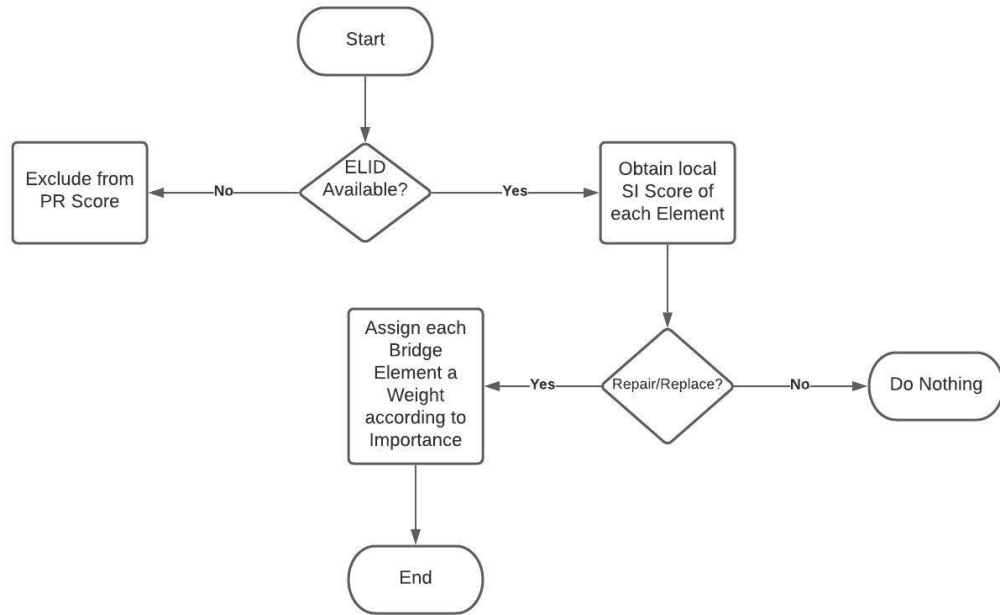 Start
ELID
Available?
No
Exclude from
PR Score
Yes
Obtain local
SI Score of
each Element
Repair/Replace?
No
Do Nothing
Yes
Assign each
Bridge
Element a
Weight
according to
Importance
End